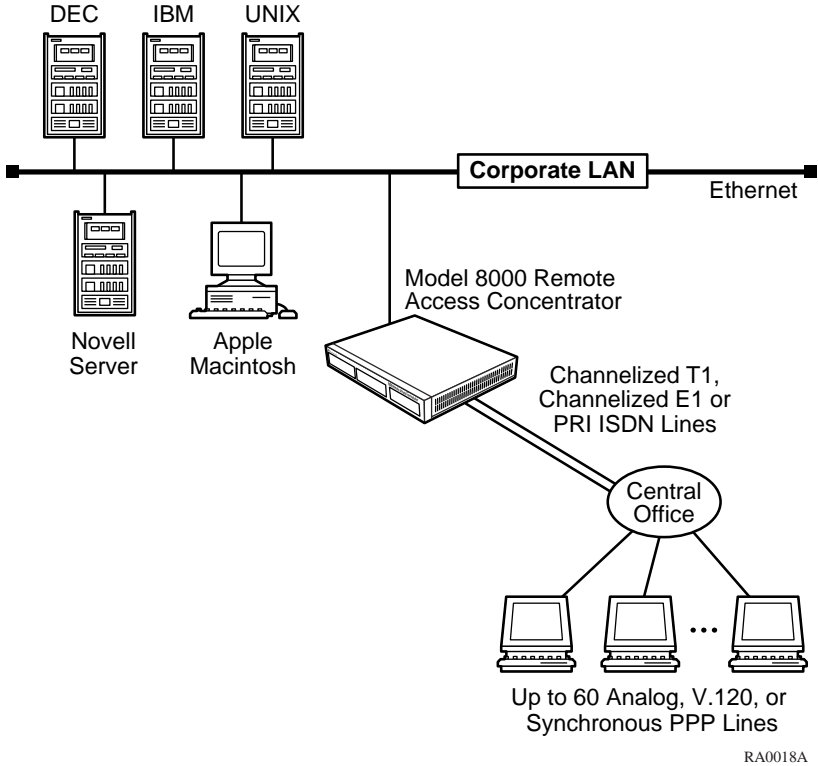 DEC
IBM
UNIX
Corporate LAN
Ethernet
Model 8000 Remote
Access Concentrator
Novell
Server
Apple
Macintosh
Channelized T1,
Channelized E1 or
PRI ISDN Lines
Central
Office
...
Up to 60 Analog, V.120, or
Synchronous PPP Lines
RA0018A